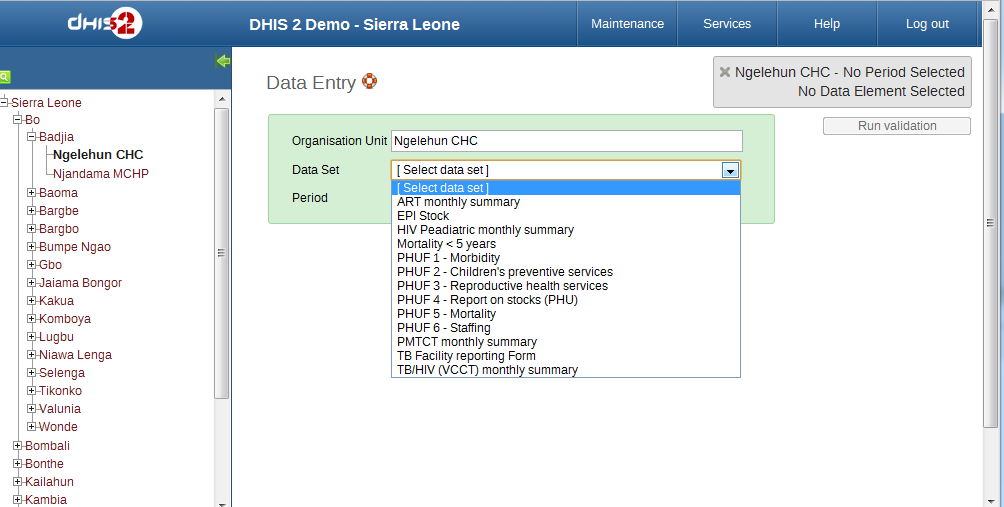 dHIS2
DHIS 2 Demo - Sierra Leone
Maintenance
Services
Help
Log out
Sierra Leone
Bo
Badjia
Ngelehun CHC
Njandama MCHP
Baoma
Bargbe
Bargbo
Bumpe Ngao
Gbo
Jaiama Bongor
Kakua
Komboya
Lugbu
Niawa Lenga
Selenga
Tikonko
Valunia
Wonde
Bombali
Bonthe
Kailahun
Kambia
Data Entry
Ngelehun CHC - No Period Selected
No Data Element Selected
Run validation
Organisation Unit Ngelehun CHC
Data Set [ Select data set ]
Period
[ Select data set ]
ART monthly summary
EPI Stock
HIV Peadiatric monthly summary
Mortality < 5 years
PHUF 1 - Morbidity
PHUF 2 - Children's preventive services
PHUF 3 - Reproductive health services
PHUF 4 - Report on stocks (PHU)
PHUF 5 - Mortality
PHUF 6 - Staffing
PMTCT monthly summary
TB Facility reporting Form
TB/HIV (VCCT) monthly summary